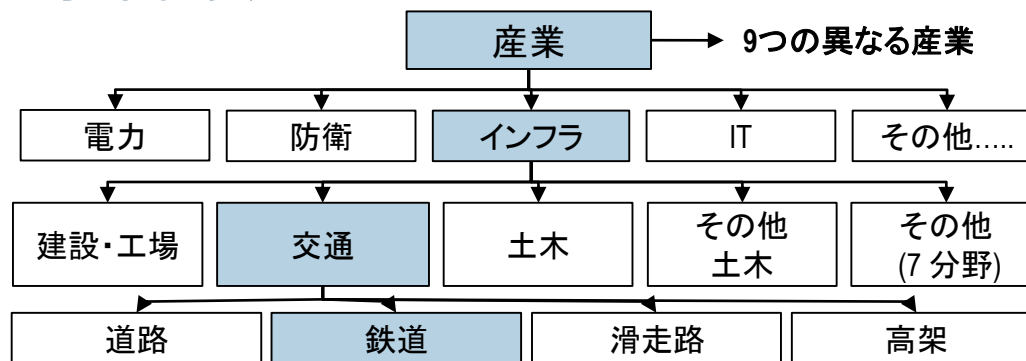 産業
9つの異なる産業
電力
防衛
インフラ
IT
その他…..
建設・工場
交通
土木
その他
土木
その他
(7 分野)
道路
鉄道
滑走路
高架